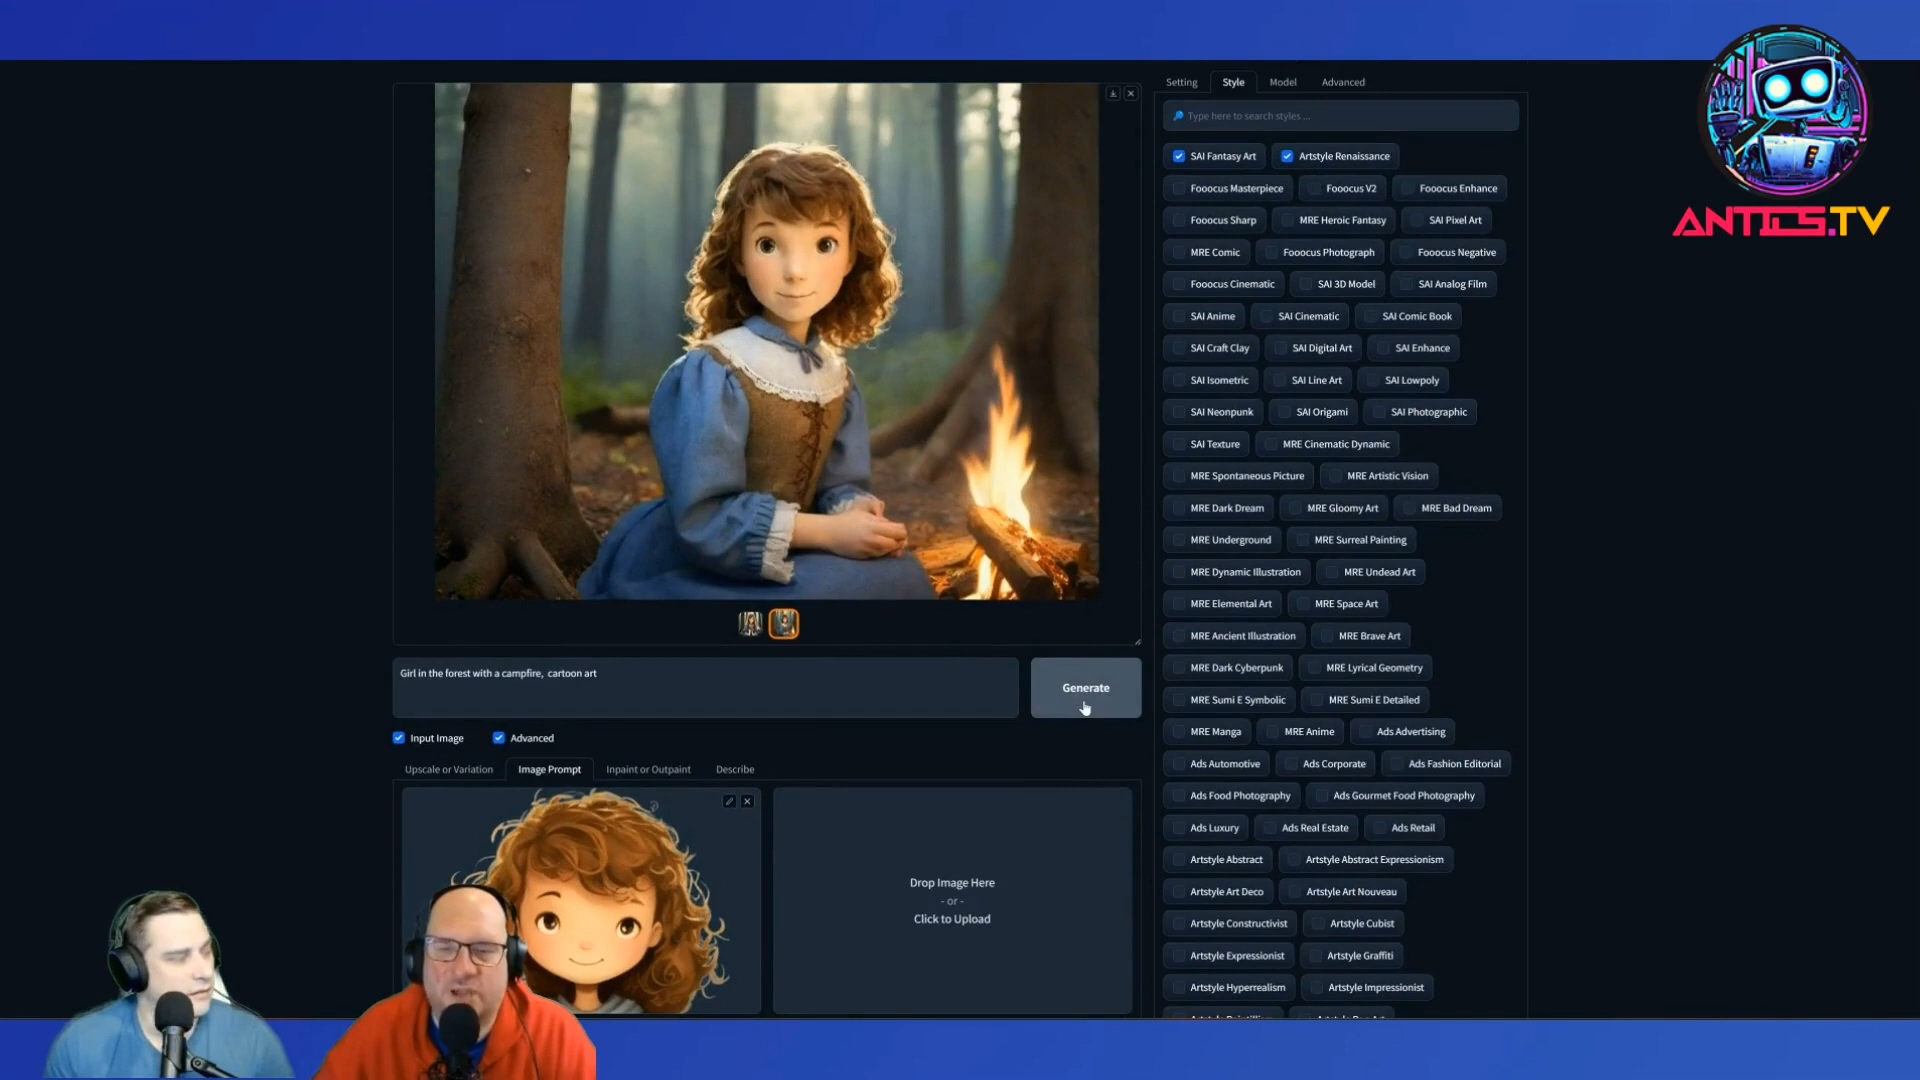 Setting Style Model Advanced
Type here to search styles ...
SAI Fantasy Art Artstyle Renaissance
Fooocus Masterpiece Fooocus V2 Fooocus Enhance
Fooocus Sharp MRE Heroic Fantasy SAI Pixel Art
MRE Comic Fooocus Photograph Fooocus Negative
Fooocus Cinematic SAI 3D Model SAI Analog Film
SAI Anime SAI Cinematic SAI Comic Book
SAI Craft Clay SAI Digital Art SAI Enhance
SAI Isometric SAI Line Art SAI Lowpoly
SAI Neonpunk SAI Origami SAI Photographic
SAI Texture MRE Cinematic Dynamic
MRE Spontaneous Picture MRE Artistic Vision
MRE Dark Dream MRE Gloomy Art MRE Bad Dream
MRE Underground MRE Surreal Painting
MRE Dynamic Illustration MRE Undead Art
MRE Elemental Art MRE Space Art
MRE Ancient Illustration MRE Brave Art
MRE Dark Cyberpunk MRE Lyrical Geometry
MRE Sumi E Symbolic MRE Sumi E Detailed
MRE Manga MRE Anime Ads Advertising
Ads Automotive Ads Corporate Ads Fashion Editorial
Ads Food Photography Ads Gourmet Food Photography
Ads Luxury Ads Real Estate Ads Retail
Artstyle Abstract Artstyle Abstract Expressionism
Artstyle Art Deco Artstyle Art Nouveau
Artstyle Constructivist Artstyle Cubist
Artstyle Expressionist Artstyle Graffiti
Artstyle Hyperrealism Artstyle Impressionist
ANTICS.TV
Girl in the forest with a campfire, cartoon art
Generate
Input Image Advanced
Upscale or Variation Image Prompt Inpaint or Outpaint Describe
Drop Image Here
- or -
Click to Upload